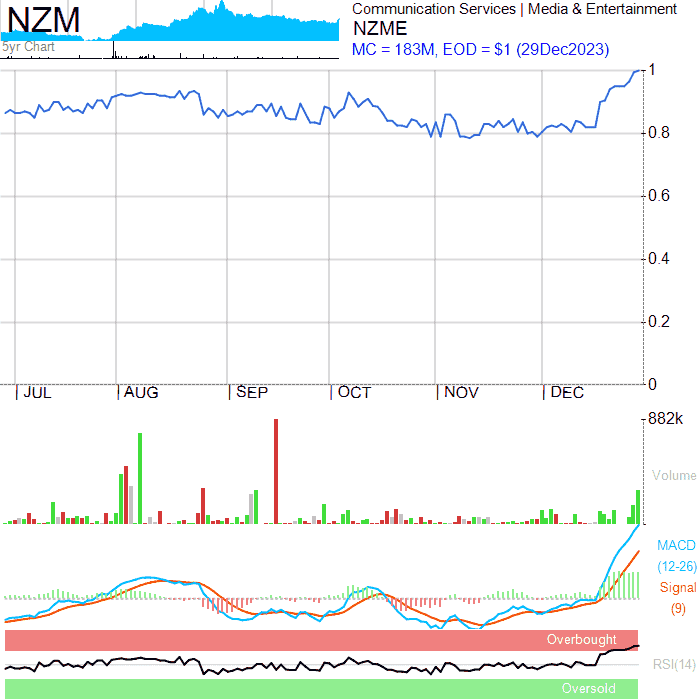 NZM
5yr Chart
Communication Services | Media & Entertainment
NZME
MC = 183M, EOD = $1 (29Dec2023)
1
0.8
0.6
0.4
0.2
0
| JUL | AUG | SEP | OCT | NOV | DEC
882k
Volume
MACD
(12-26)
Signal
(9)
Overbought
RSI(14)
Oversold